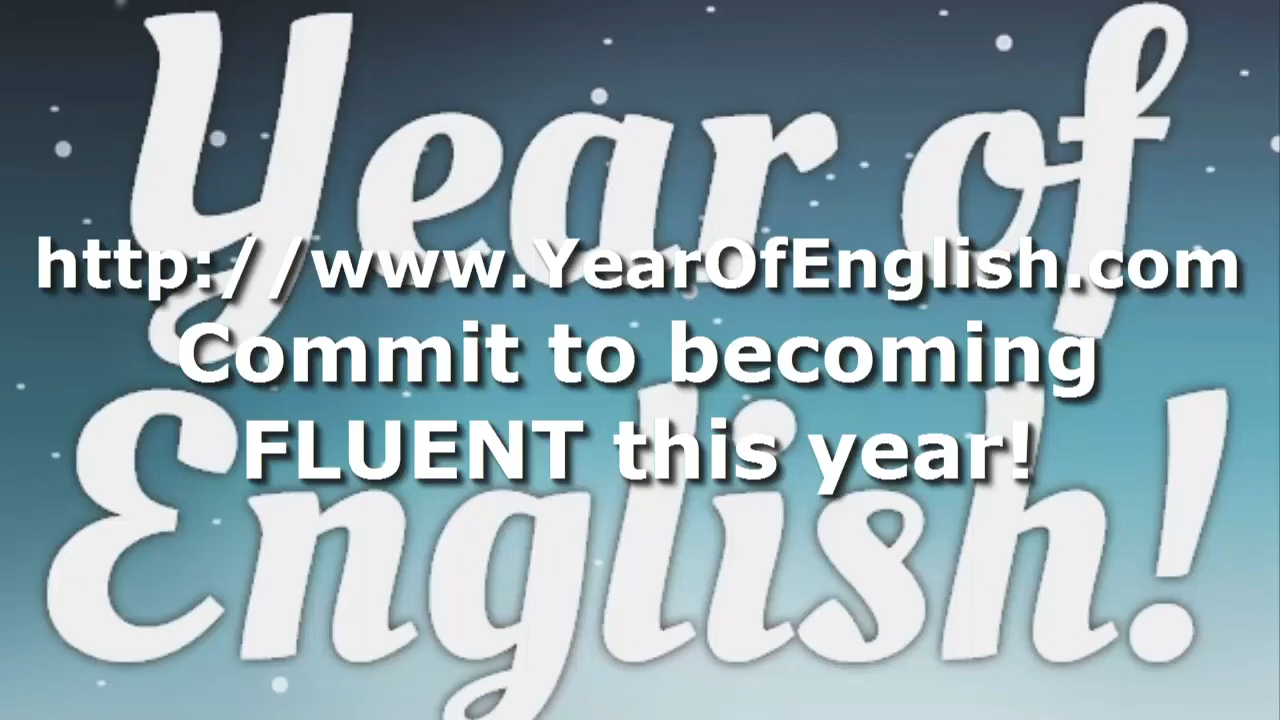 Year of
http://www.YearOfEnglish.com
Commit to becoming
FLUENT this year!
English!